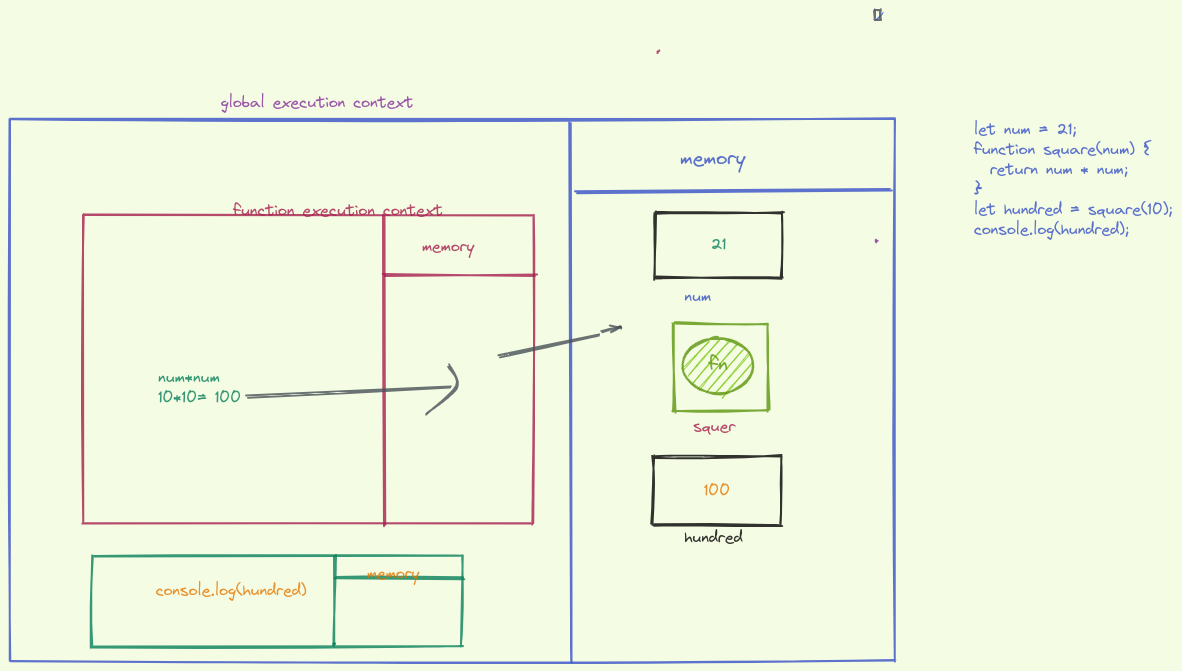 global execution context
memory
function execution context
memory
21
num
num*num
10*10= 100
fn
squer
100
hundred
console.log(hundred)
memory
let num = 21;
function square(num) {
return num * num;
}
let hundred = square(10);
console.log(hundred);